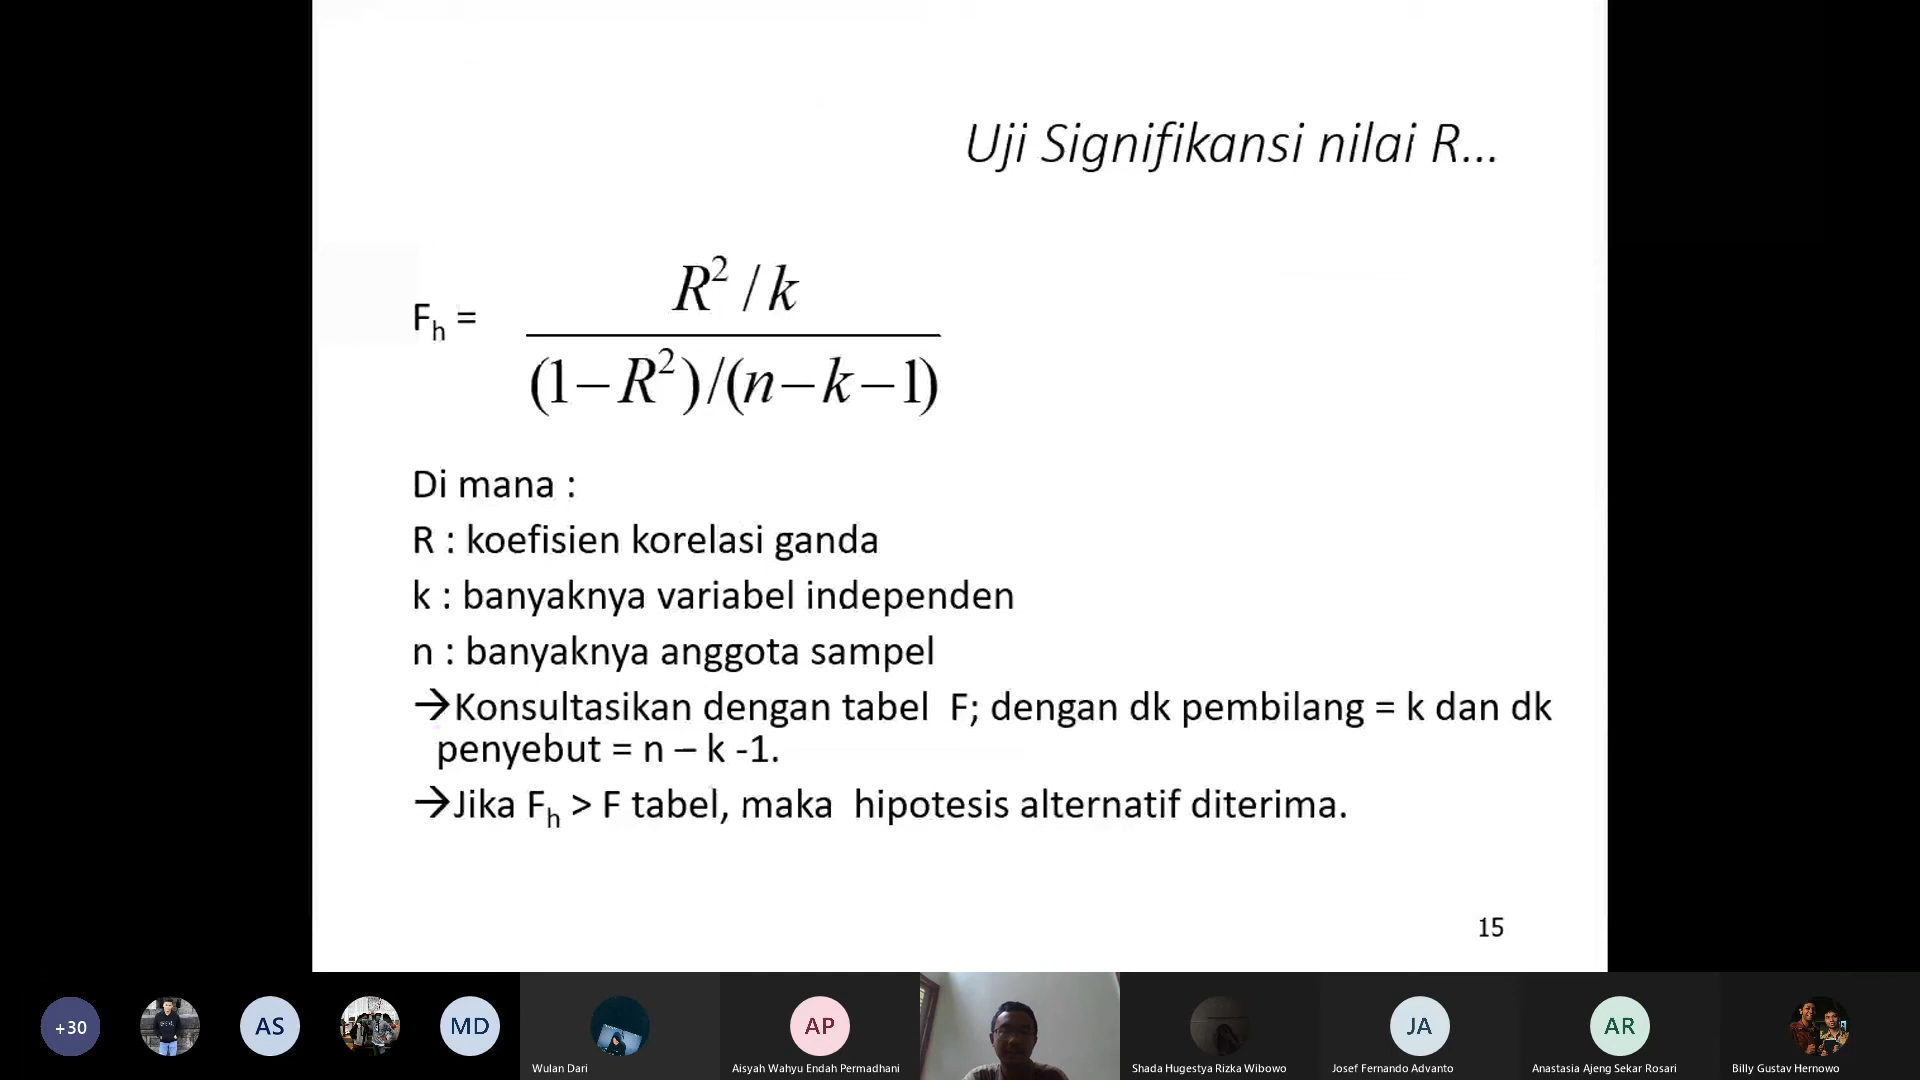 Uji Signifikansi nilai R...
R² / k
Fₕ =
(1−R²)/(n−k−1)
Di mana :
R : koefisien korelasi ganda
k : banyaknya variabel independen
n : banyaknya anggota sampel
→Konsultasikan dengan tabel F; dengan dk pembilang = k dan dk
penyebut = n – k -1.
→Jika Fₕ > F tabel, maka hipotesis alternatif diterima.
15
+30
AS
MD
AP
JA
AR
Wulan Dari
Aisyah Wahyu Endah Permadhani
Shada Hugestya Rizka Wibowo
Josef Fernando Advanto
Anastasia Ajeng Sekar Rosari
Billy Gustav Hernowo